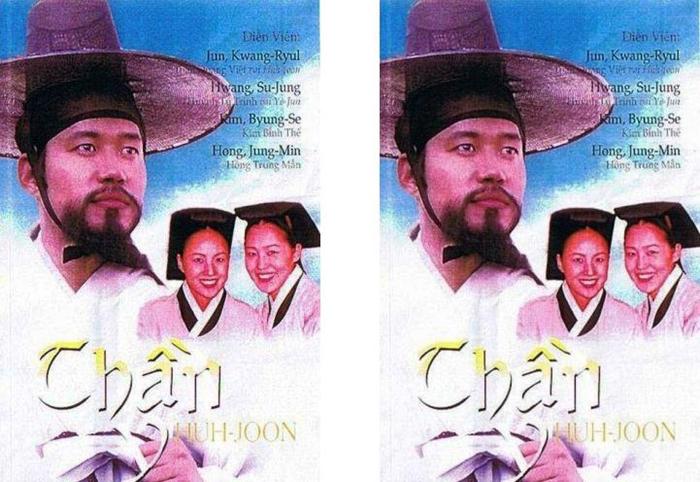 Diễn Viên:
Jun, Kwang-Ryul
Hwang, Su-Jung
Kim, Byung-Se
Kim Bính Thế
Hong, Jung-Min
Hồng Trung Mẫn
Thần
HUH-JOON
Diễn Viên:
Jun, Kwang-Ryul
Hwang, Su-Jung
Kim, Byung-Se
Kim Bính Thế
Hong, Jung-Min
Hồng Trung Mẫn
Thần
HUH-JOON